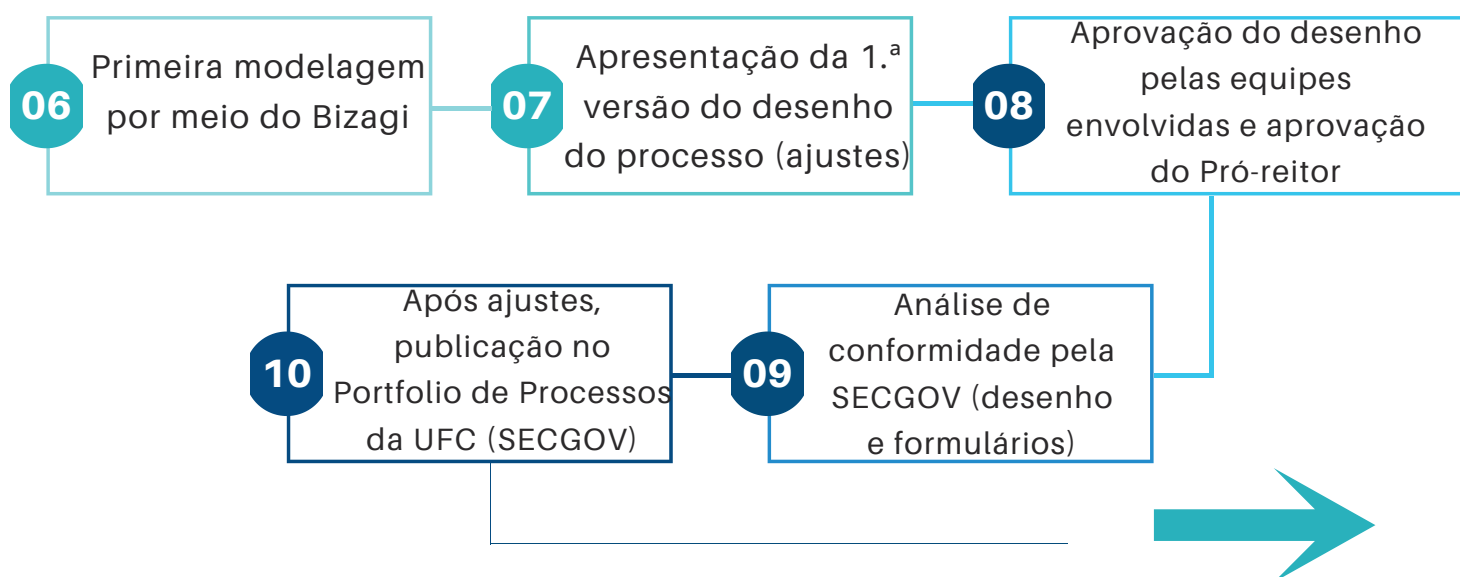 06
Primeira modelagem
por meio do Bizagi
07
Apresentação da 1.ª
versão do desenho
do processo (ajustes)
08
Aprovação do desenho
pelas equipes
envolvidas e aprovação
do Pró-reitor
09
Análise de
conformidade pela
SECGOV (desenho
e formulários)
10
Após ajustes,
publicação no
Portfolio de Processos
da UFC (SECGOV)